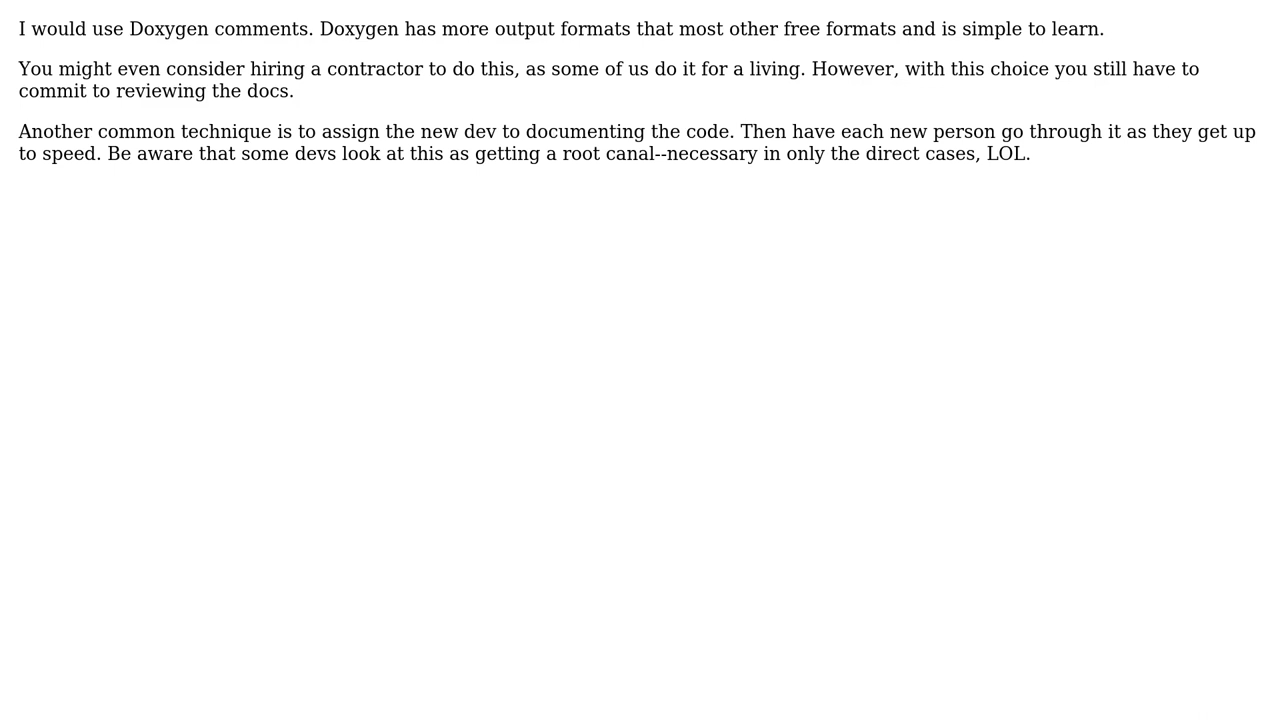 I would use Doxygen comments. Doxygen has more output formats that most other free formats and is simple to learn.
You might even consider hiring a contractor to do this, as some of us do it for a living. However, with this choice you still have to
commit to reviewing the docs.
Another common technique is to assign the new dev to documenting the code. Then have each new person go through it as they get up
to speed. Be aware that some devs look at this as getting a root canal--necessary in only the direct cases, LOL.